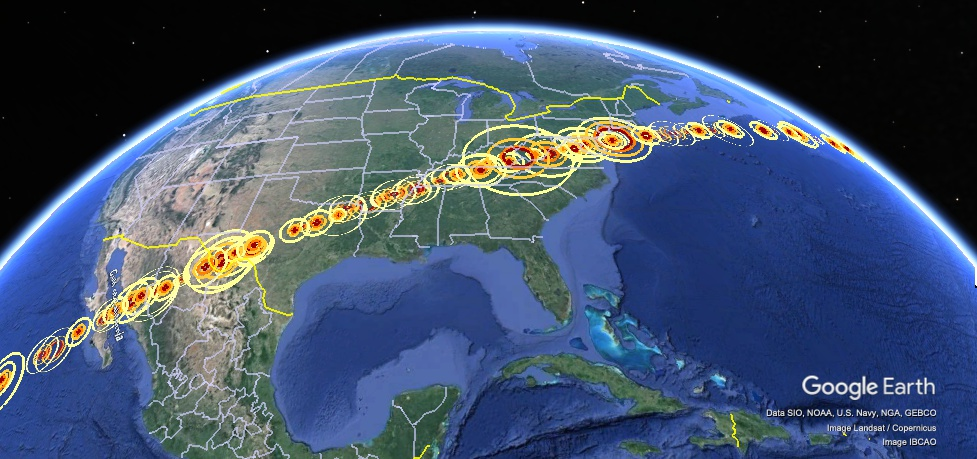 Google Earth
Data SIO, NOAA, U.S. Navy, NGA, GEBCO
Image Landsat / Copernicus
Image IBCAO